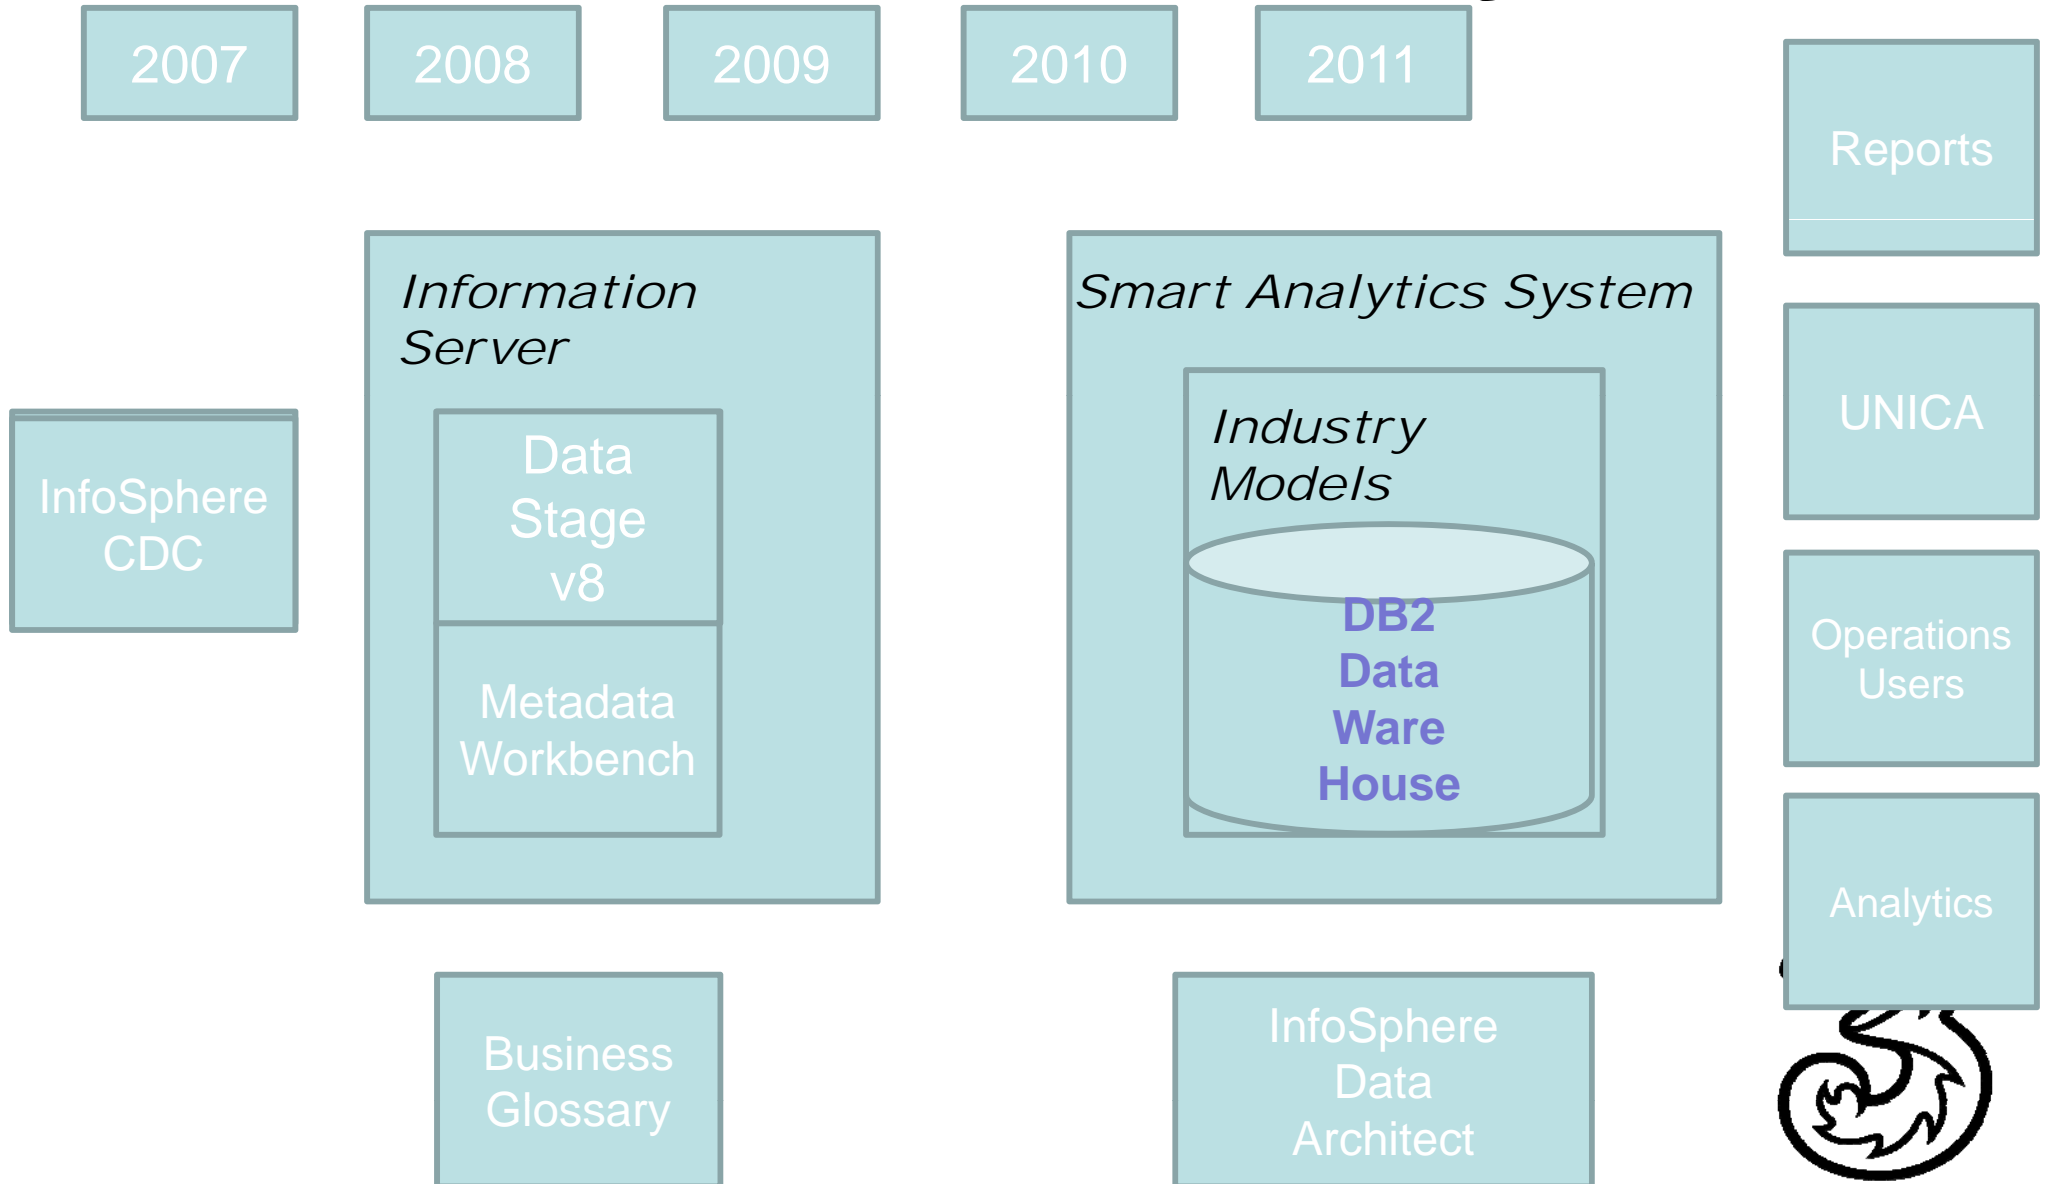 2007
2008
2009
2010
2011
Reports
Information
Server
Smart Analytics System
UNICA
InfoSphere
CDC
Data
Stage
v8
Metadata
Workbench
Industry
Models
DB2
Data
Ware
House
Operations
Users
Analytics
Business
Glossary
InfoSphere
Data
Architect